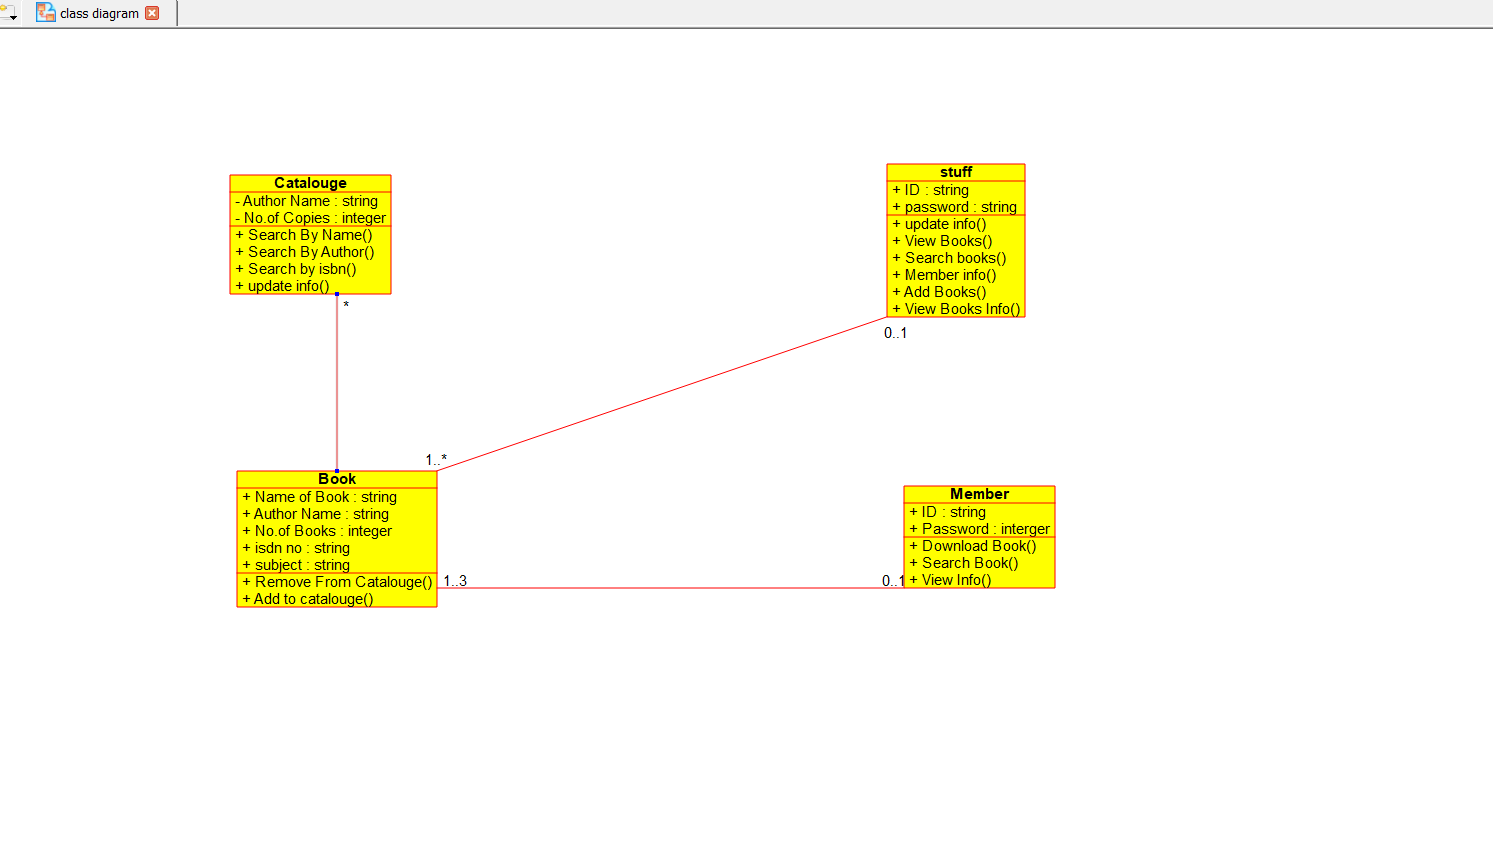 class diagram
Catalouge
- Author Name : string
- No.of Copies : integer
+ Search By Name()
+ Search By Author()
+ Search by isbn()
+ update info()
*
stuff
+ ID : string
+ password : string
+ update info()
+ View Books()
+ Search books()
+ Member info()
+ Add Books()
+ View Books Info()
0..1
1..*
Book
+ Name of Book : string
+ Author Name : string
+ No.of Books : integer
+ isdn no : string
+ subject : string
+ Remove From Catalouge()
+ Add to catalouge()
1..3
0..1
Member
+ ID : string
+ Password : interger
+ Download Book()
+ Search Book()
+ View Info()